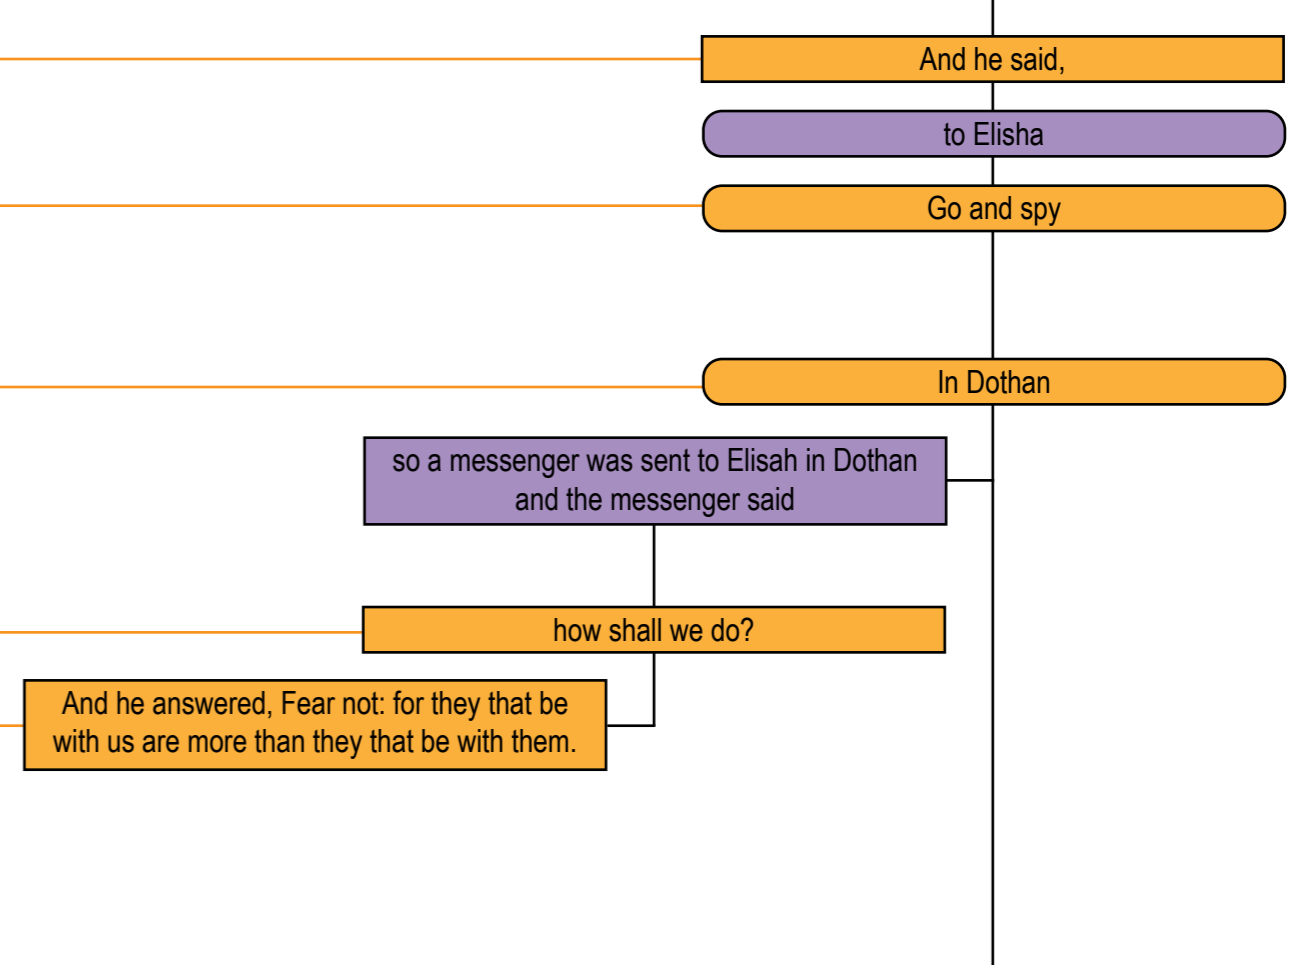 And he said,
to Elisha
Go and spy
In Dothan
so a messenger was sent to Elisah in Dothan
and the messenger said
how shall we do?
And he answered, Fear not: for they that be
with us are more than they that be with them.